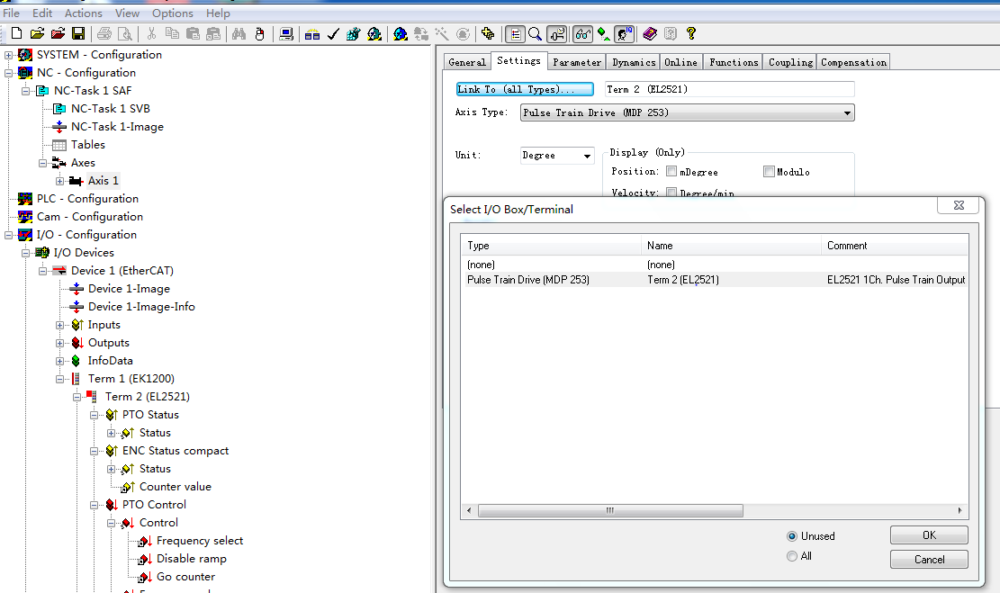 File Edit Actions View Options Help
SYSTEM - Configuration
NC - Configuration
NC-Task 1 SAF
NC-Task 1 SVB
NC-Task 1-Image
Tables
Axes
Axis 1
PLC - Configuration
Cam - Configuration
I/O - Configuration
I/O Devices
Device 1 (EtherCAT)
Device 1-Image
Device 1-Image-Info
Inputs
Outputs
InfoData
Term 1 (EK1200)
Term 2 (EL2521)
PTO Status
Status
ENC Status compact
Status
Counter value
PTO Control
Control
Frequency select
Disable ramp
Go counter
General Settings Parameter Dynamics Online Functions Coupling Compensation
Link To (all Types)... Term 2 (EL2521)
Axis Type: Pulse Train Drive (MDP 253)
Unit: Degree
Display (Only)
Position: mDegree Modulo
Velocity: Degree/min
Select I/O Box/Terminal
Type Name Comment
(none) (none)
Pulse Train Drive (MDP 253) Term 2 (EL2521) EL2521 1Ch. Pulse Train Output
Unused
All
OK
Cancel